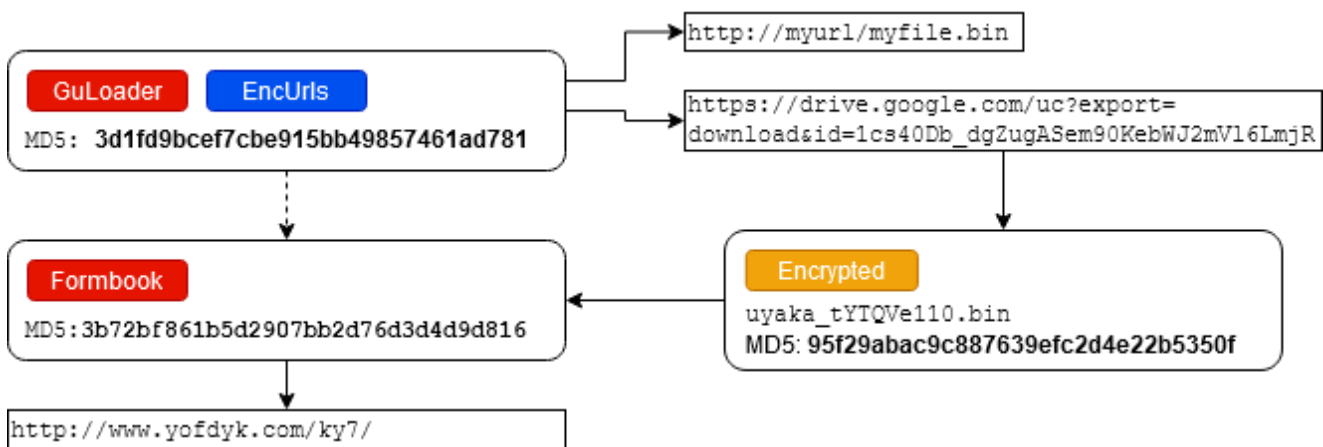 http://myurl/myfile.bin
GuLoader EncUrls
MD5: 3d1fd9bcef7cbe915bb49857461ad781
https://drive.google.com/uc?export=
download&id=1cs40Db_dgZugASem90KebWJ2mVl6LmjR
Formbook
MD5:3b72bf861b5d2907bb2d76d3d4d9d816
Encrypted
uyaka_tYTQVe110.bin
MD5: 95f29abac9c887639efc2d4e22b5350f
http://www.yofdyk.com/ky7/